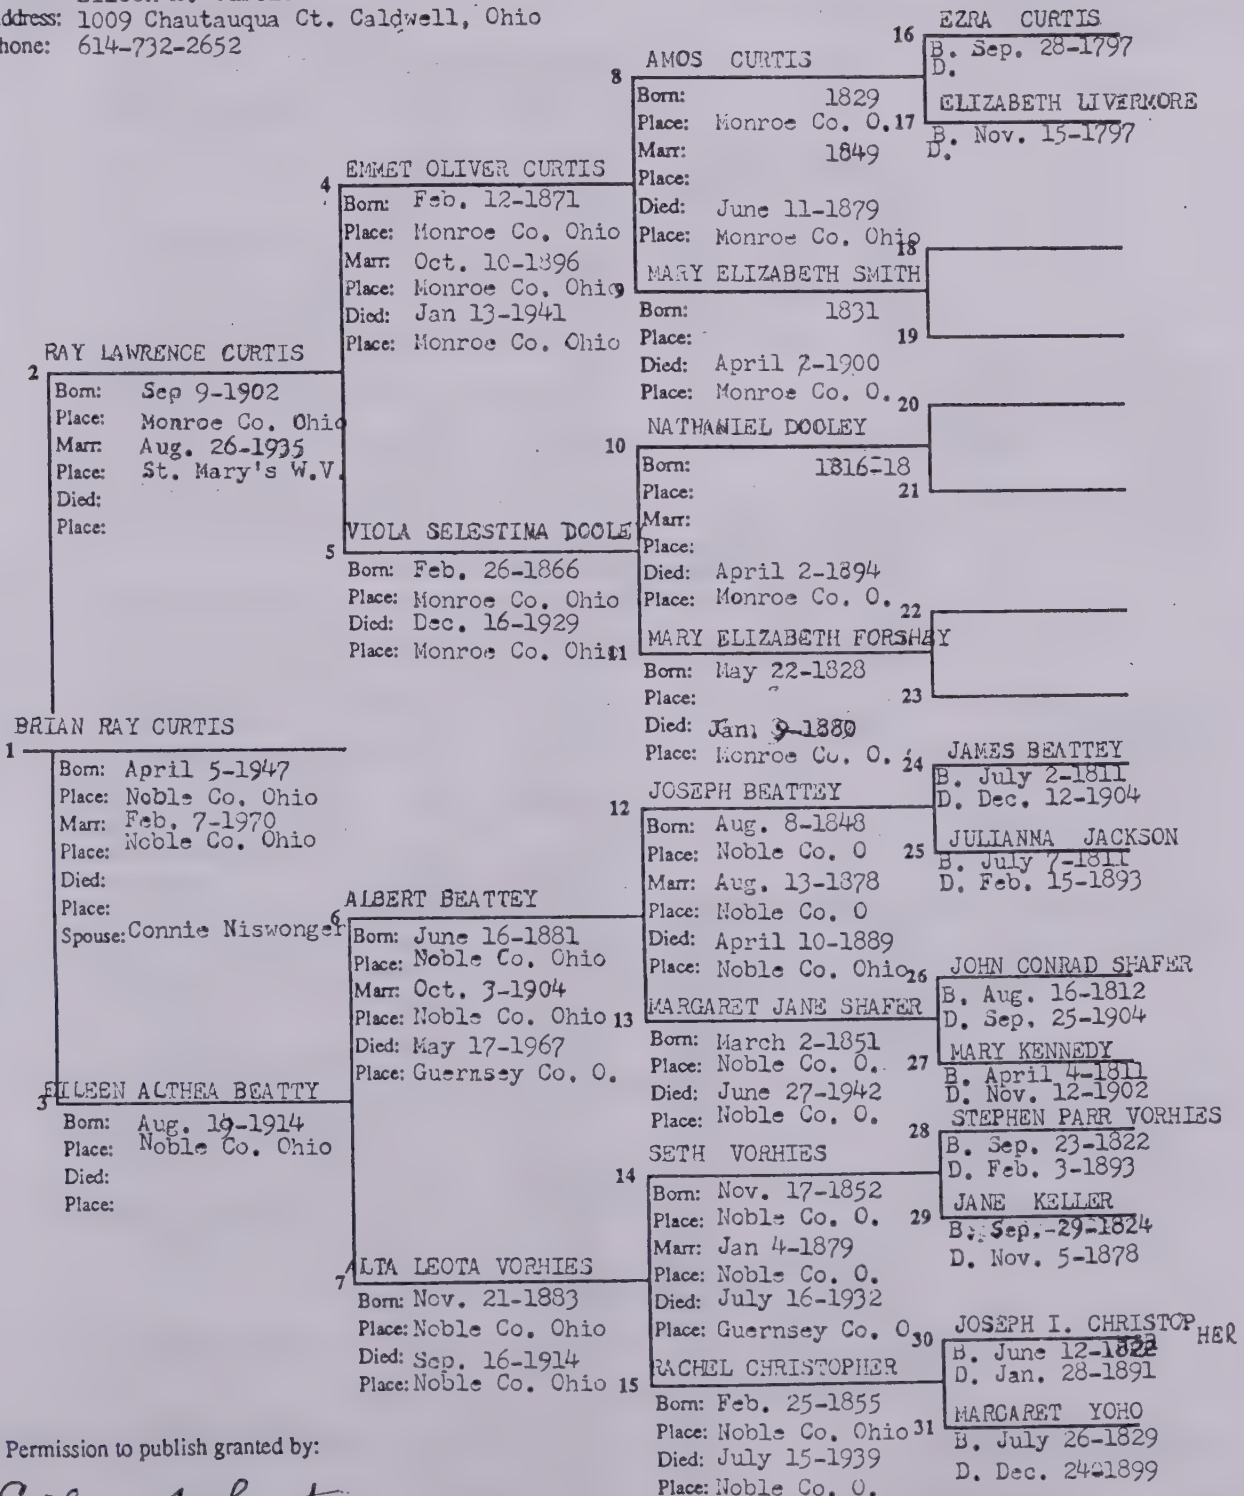 Address: 1009 Chautauqua Ct. Caldwell, Ohio
Phone: 614-732-2652
16 EZRA CURTIS
B. Sep. 28-1797
D.
8 AMOS CURTIS
Born: 1829
Place: Monroe Co. O.
Marr: 1849
Place:
Died: June 11-1879
Place: Monroe Co. Ohio
17 ELIZABETH LIVERMORE
B. Nov. 15-1797
D.
4 EMMET OLIVER CURTIS
Born: Feb. 12-1871
Place: Monroe Co. Ohio
Marr: Oct. 10-1896
Place: Monroe Co. Ohio
Died: Jan 13-1941
Place: Monroe Co. Ohio
18
9 MARY ELIZABETH SMITH
Born: 1831
Place:
Died: April 2-1900
Place: Monroe C. O.
19
2 RAY LAWRENCE CURTIS
Born: Sep 9-1902
Place: Monroe Co. Ohio
Marr: Aug. 26-1935
Place: St. Mary's W.V.
Died:
Place:
20
10 NATHANIEL DOOLEY
Born: 1816-18
Place:
Marr:
Place:
Died: April 2-1894
Place: Monroe Co. O.
21
5 VIOLA SELESTINA DOOLEY
Born: Feb. 26-1866
Place: Monroe Co. Ohio
Died: Dec. 16-1929
Place: Monroe Co. Ohio
22
11 MARY ELIZABETH FORSHAY
Born: May 22-1828
Place:
Died: Jan. 9-1880
Place: Monroe Co. O.
23
1 BRIAN RAY CURTIS
Born: April 5-1947
Place: Noble Co. Ohio
Marr: Feb. 7-1970
Place: Noble Co. Ohio
Died:
Place:
Spouse: Connie Niswonger
24 JAMES BEATTEY
B. July 2-1811
D. Dec. 12-1904
12 JOSEPH BEATTEY
Born: Aug. 8-1848
Place: Noble Co. O
Marr: Aug. 13-1878
Place: Noble Co. O
Died: April 10-1889
Place: Noble Co. Ohio
25 JULIANNA JACKSON
B. July 7-1811
D. Feb. 15-1893
6 ALBERT BEATTEY
Born: June 16-1881
Place: Noble Co. Ohio
Marr: Oct. 3-1904
Place: Noble Co. Ohio
Died: May 17-1967
Place: Guernsey Co. O.
26 JOHN CONRAD SHAFER
B. Aug. 16-1812
D. Sep. 25-1904
13 MARGARET JANE SHAFER
Born: March 2-1851
Place: Noble Co. O.
Died: June 27-1942
Place: Noble Co. O.
27 MARY KENNEDY
B. April 4-1811
D. Nov. 12-1902
3 EILEEN ALTHEA BEATTY
Born: Aug. 19-1914
Place: Noble Co. Ohio
Died:
Place:
28 STEPHEN PARR VORHIES
B. Sep. 23-1822
D. Feb. 3-1893
14 SETH VORHIES
Born: Nov. 17-1852
Place: Noble Co. O.
Marr: Jan 4-1879
Place: Noble Co. O.
Died: July 16-1932
Place: Guernsey Co. O
29 JANE KELLER
B. Sep.-29-1824
D. Nov. 5-1878
7 ALTA LEOTA VORHIES
Born: Nov. 21-1883
Place: Noble Co. Ohio
Died: Sep. 16-1914
Place: Noble Co. Ohio
30 JOSEPH I. CHRISTOPHER
B. June 12-1822
D. Jan. 28-1891
15 RACHEL CHRISTOPHER
Born: Feb. 25-1855
Place: Noble Co. Ohio
Died: July 15-1939
Place: Noble Co. O.
31 MARGARET YOHO
B. July 26-1829
D. Dec. 24-1899
Permission to publish granted by: